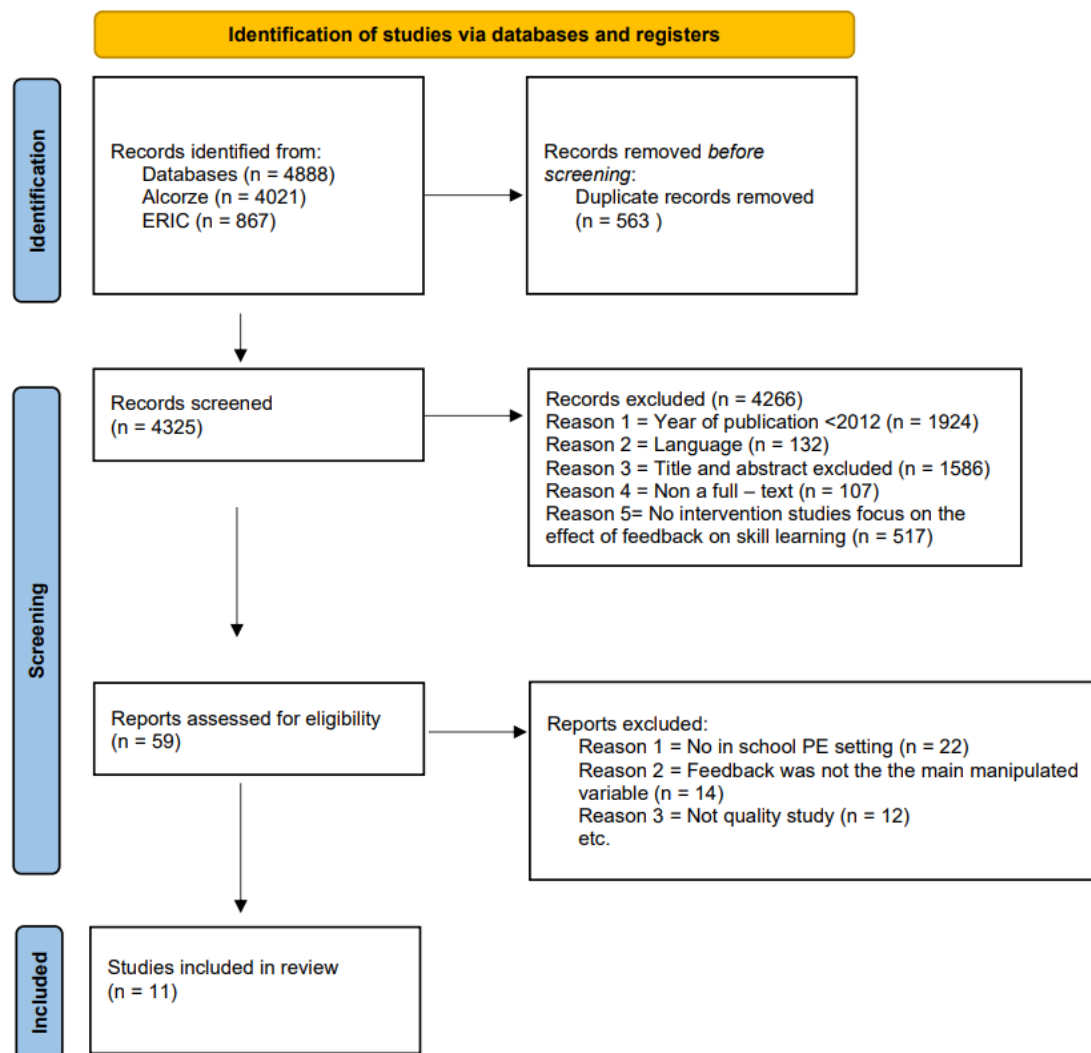 Identification of studies via databases and registers
Identification
Records identified from:
Databases (n = 4888)
Alcorze (n = 4021)
ERIC (n = 867)
Records removed before
screening:
Duplicate records removed
(n = 563 )
Screening
Records screened
(n = 4325)
Records excluded (n = 4266)
Reason 1 = Year of publication <2012 (n = 1924)
Reason 2 = Language (n = 132)
Reason 3 = Title and abstract excluded (n = 1586)
Reason 4 = Non a full – text (n = 107)
Reason 5= No intervention studies focus on the
effect of feedback on skill learning (n = 517)
Reports assessed for eligibility
(n = 59)
Reports excluded:
Reason 1 = No in school PE setting (n = 22)
Reason 2 = Feedback was not the the main manipulated
variable (n = 14)
Reason 3 = Not quality study (n = 12)
etc.
Included
Studies included in review
(n = 11)